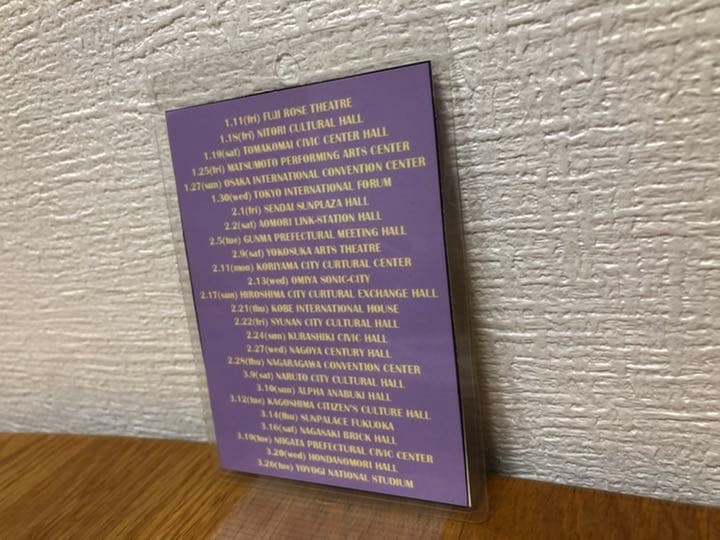 1.11(fri) FUJI ROSE THEATRE
1.18(fri) NITORI CULTURAL HALL
1.19(sat) TOMAKOMAI CIVIC CENTER HALL
1.25(fri) MATSUMOTO PERFORMING ARTS CENTER
1.27(sun) OSAKA INTERNATIONAL CONVENTION CENTER
1.30(wed) TOKYO INTERNATIONAL FORUM
2.1(fri) SENDAI SUNPLAZA HALL
2.2(sat) AOMORI LINK-STATION HALL
2.5(tue) GUNMA PREFECTURAL MEETING HALL
2.9(sat) YOKOSUKA ARTS THEATRE
2.11(mon) KORIYAMA CITY CURTURAL CENTER
2.13(wed) OMIYA SONIC-CITY
2.17(sun) HIROSHIMA CITY CURTURAL EXCHANGE HALL
2.21(thu) KOBE INTERNATIONAL HOUSE
2.22(fri) SYUNAN CITY CULTURAL HALL
2.24(sun) KURASHIKI CIVIC HALL
2.27(wed) NAGOYA CENTURY HALL
2.28(thu) NAGARAGAWA CONVENTION CENTER
3.9(sat) NARUTO CITY CULTURAL HALL
3.10(sun) ALPHA ANABUKI HALL
3.12(tue) KAGOSHIMA CITIZEN'S CULTURE HALL
3.14(thu) SUNPALACE FUKUOKA
3.16(sat) NAGASAKI BRICK HALL
3.19(tue) NIIGATA PREFECTURAL CIVIC CENTER
3.20(wed) HONDANOMORI HALL
3.26(tue) YOYOGI NATIONAL STUDIUM